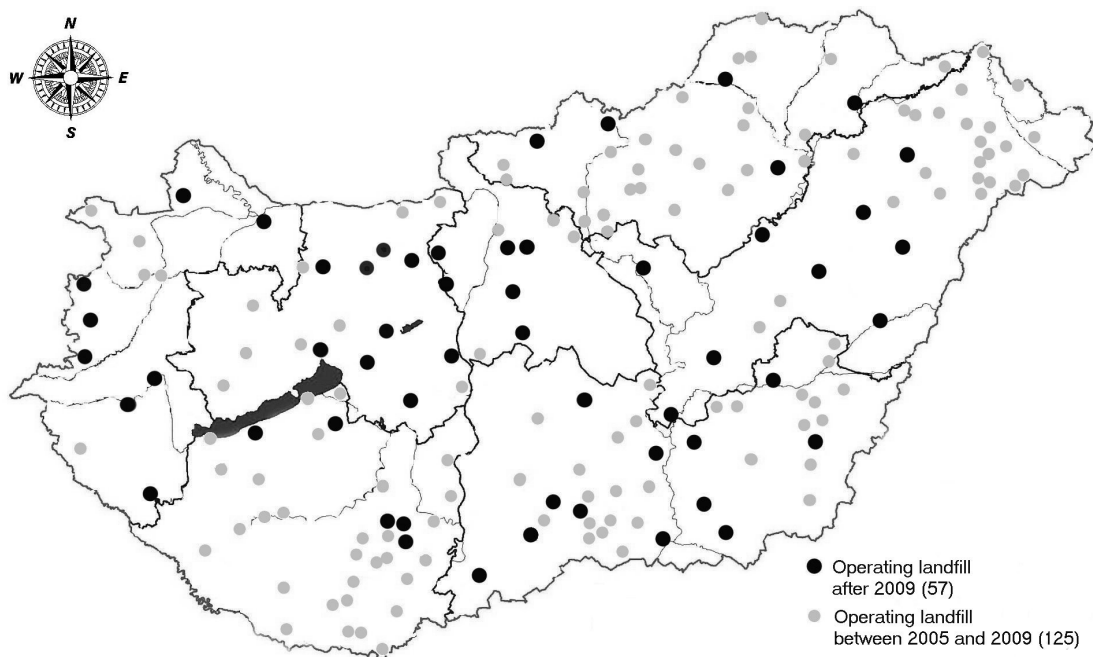 N
W E
S
Operating landfill
after 2009 (57)
Operating landfill
between 2005 and 2009 (125)